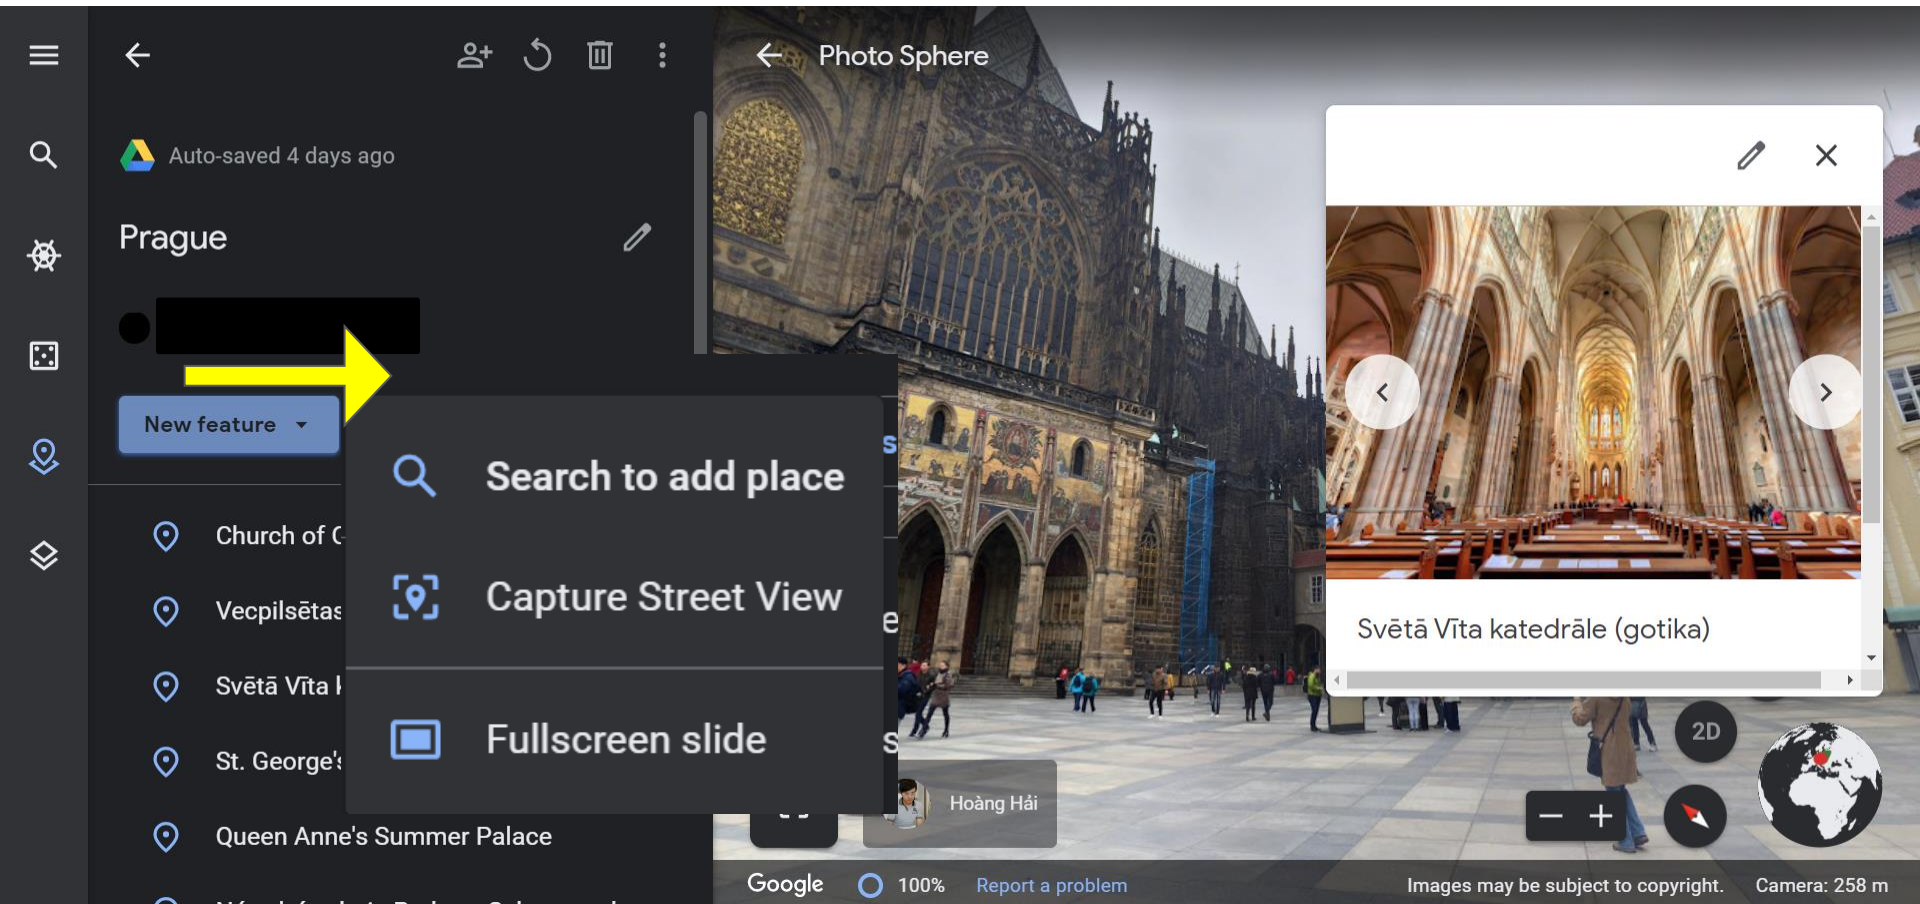 Photo Sphere
Auto-saved 4 days ago
Prague
New feature
Search to add place
Capture Street View
Fullscreen slide
Church of
Vecpilsētas
Svētā Vīta
St. George's
Queen Anne's Summer Palace
Svētā Vīta katedrāle (gotika)
2D
Hoàng Hải
Google
100%
Report a problem
Images may be subject to copyright.
Camera: 258 m